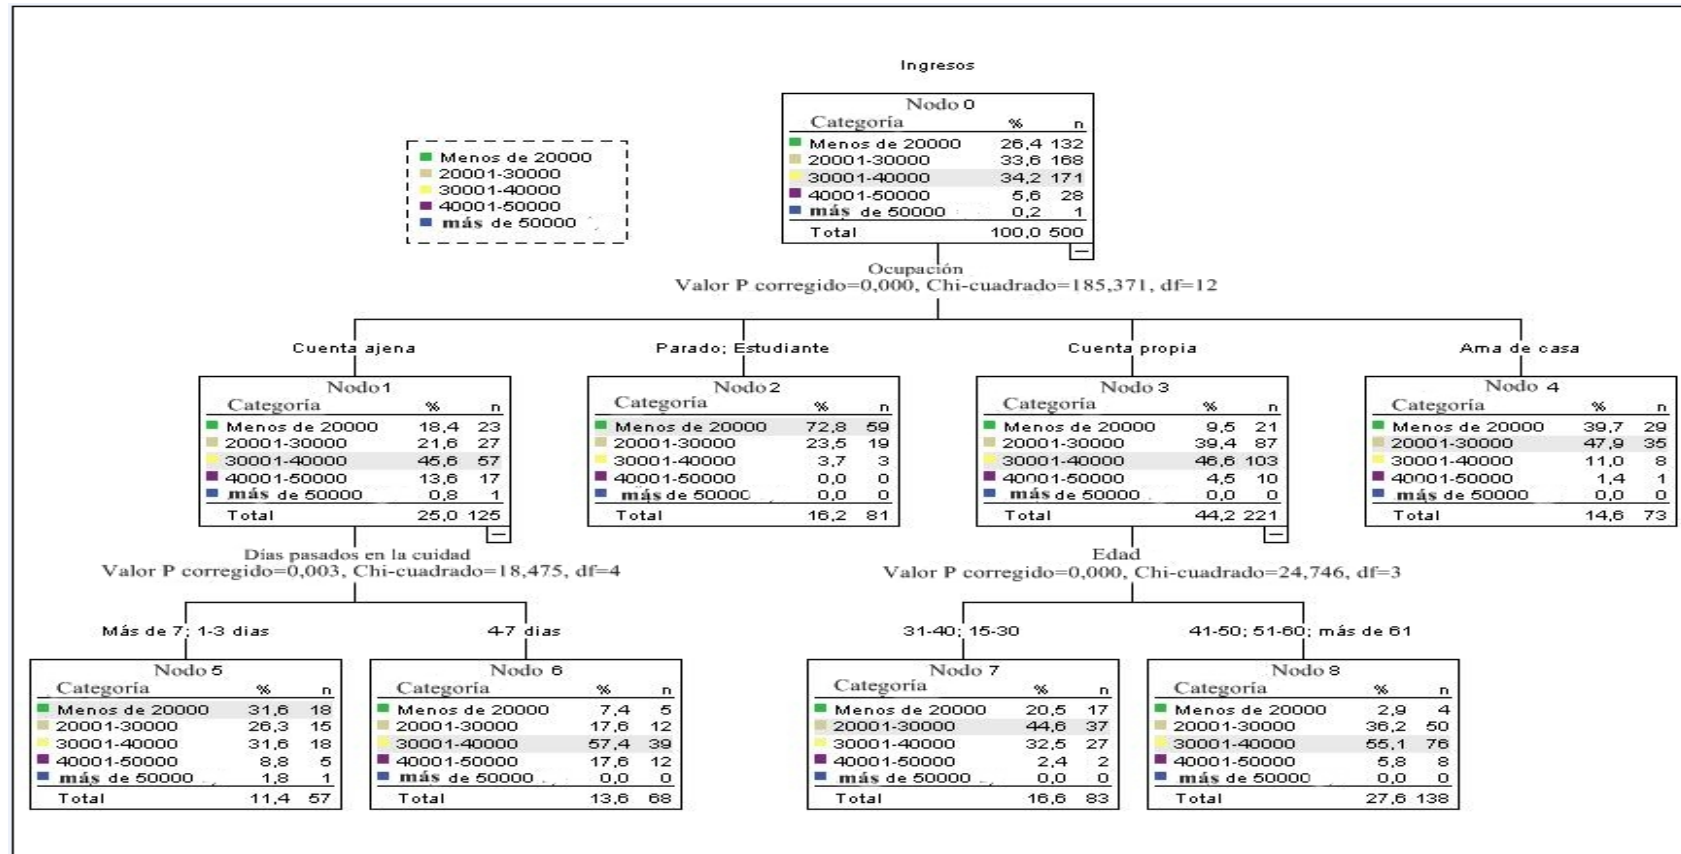 Ingresos
Nodo 0
Categoría % n
Menos de 20000 26,4 132
20001-30000 33,6 168
30001-40000 34,2 171
40001-50000 5,6 28
más de 50000 0,2 1
Total 100,0 500
Menos de 20000
20001-30000
30001-40000
40001-50000
más de 50000
Ocupación
Valor P corregido=0,000, Chi-cuadrado=185,371, df=12
Cuenta ajena
Parado; Estudiante
Cuenta propia
Ama de casa
Nodo 1
Categoría % n
Menos de 20000 18,4 23
20001-30000 21,6 27
30001-40000 45,6 57
40001-50000 13,6 17
más de 50000 0,8 1
Total 25,0 125
Nodo 2
Categoría % n
Menos de 20000 72,8 59
20001-30000 23,5 19
30001-40000 3,7 3
40001-50000 0,0 0
más de 50000 0,0 0
Total 16,2 81
Nodo 3
Categoría % n
Menos de 20000 9,5 21
20001-30000 39,4 87
30001-40000 46,6 103
40001-50000 4,5 10
más de 50000 0,0 0
Total 44,2 221
Nodo 4
Categoría % n
Menos de 20000 39,7 29
20001-30000 47,9 35
30001-40000 11,0 8
40001-50000 1,4 1
más de 50000 0,0 0
Total 14,6 73
Días pasados en la cuidad
Valor P corregido=0,003, Chi-cuadrado=18,475, df=4
Edad
Valor P corregido=0,000, Chi-cuadrado=24,746, df=3
Más de 7; 1-3 dias
4-7 dias
31-40; 15-30
41-50; 51-60; más de 61
Nodo 5
Categoría % n
Menos de 20000 31,6 18
20001-30000 26,3 15
30001-40000 31,6 18
40001-50000 8,8 5
más de 50000 1,8 1
Total 11,4 57
Nodo 6
Categoría % n
Menos de 20000 7,4 5
20001-30000 17,6 12
30001-40000 57,4 39
40001-50000 17,6 12
más de 50000 0,0 0
Total 13,6 68
Nodo 7
Categoría % n
Menos de 20000 20,5 17
20001-30000 44,6 37
30001-40000 32,5 27
40001-50000 2,4 2
más de 50000 0,0 0
Total 16,6 83
Nodo 8
Categoría % n
Menos de 20000 2,9 4
20001-30000 36,2 50
30001-40000 55,1 76
40001-50000 5,8 8
más de 50000 0,0 0
Total 27,6 138